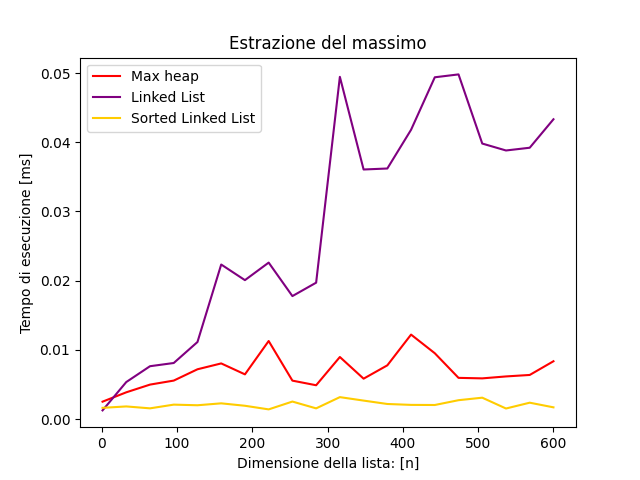 Estrazione del massimo
Max heap
Linked List
Sorted Linked List
Tempo di esecuzione [ms]
0.05
0.04
0.03
0.02
0.01
0.00
0 100 200 300 400 500 600
Dimensione della lista: [n]